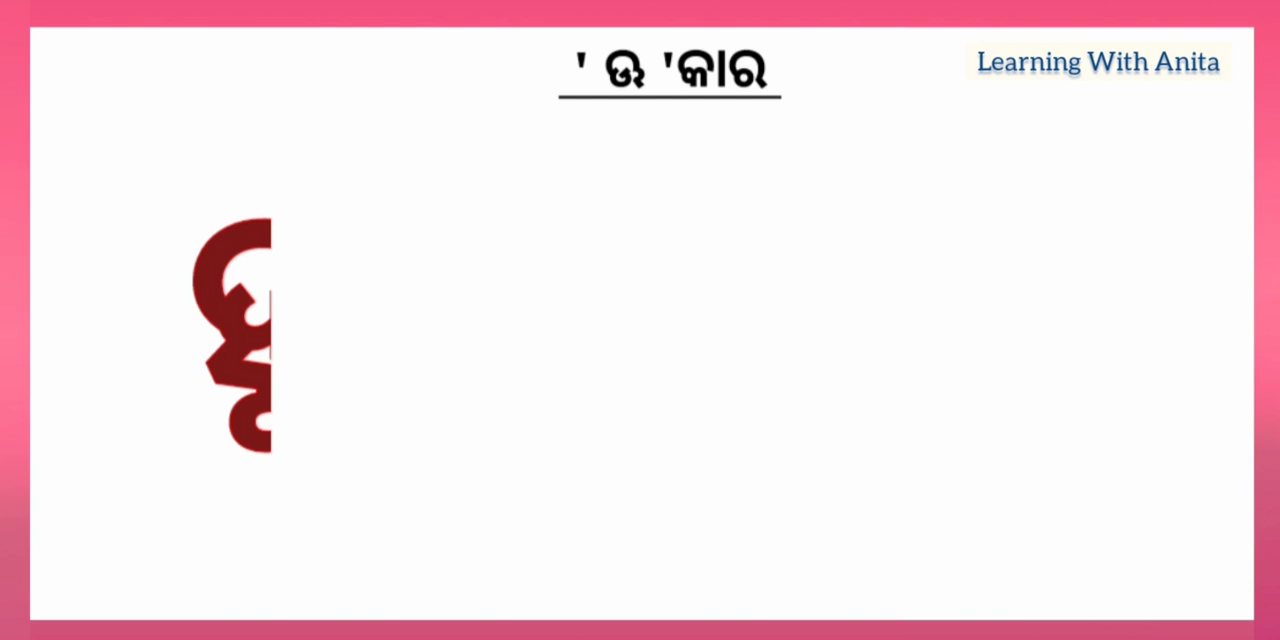 ' ଊ 'କାର
Learning With Anita